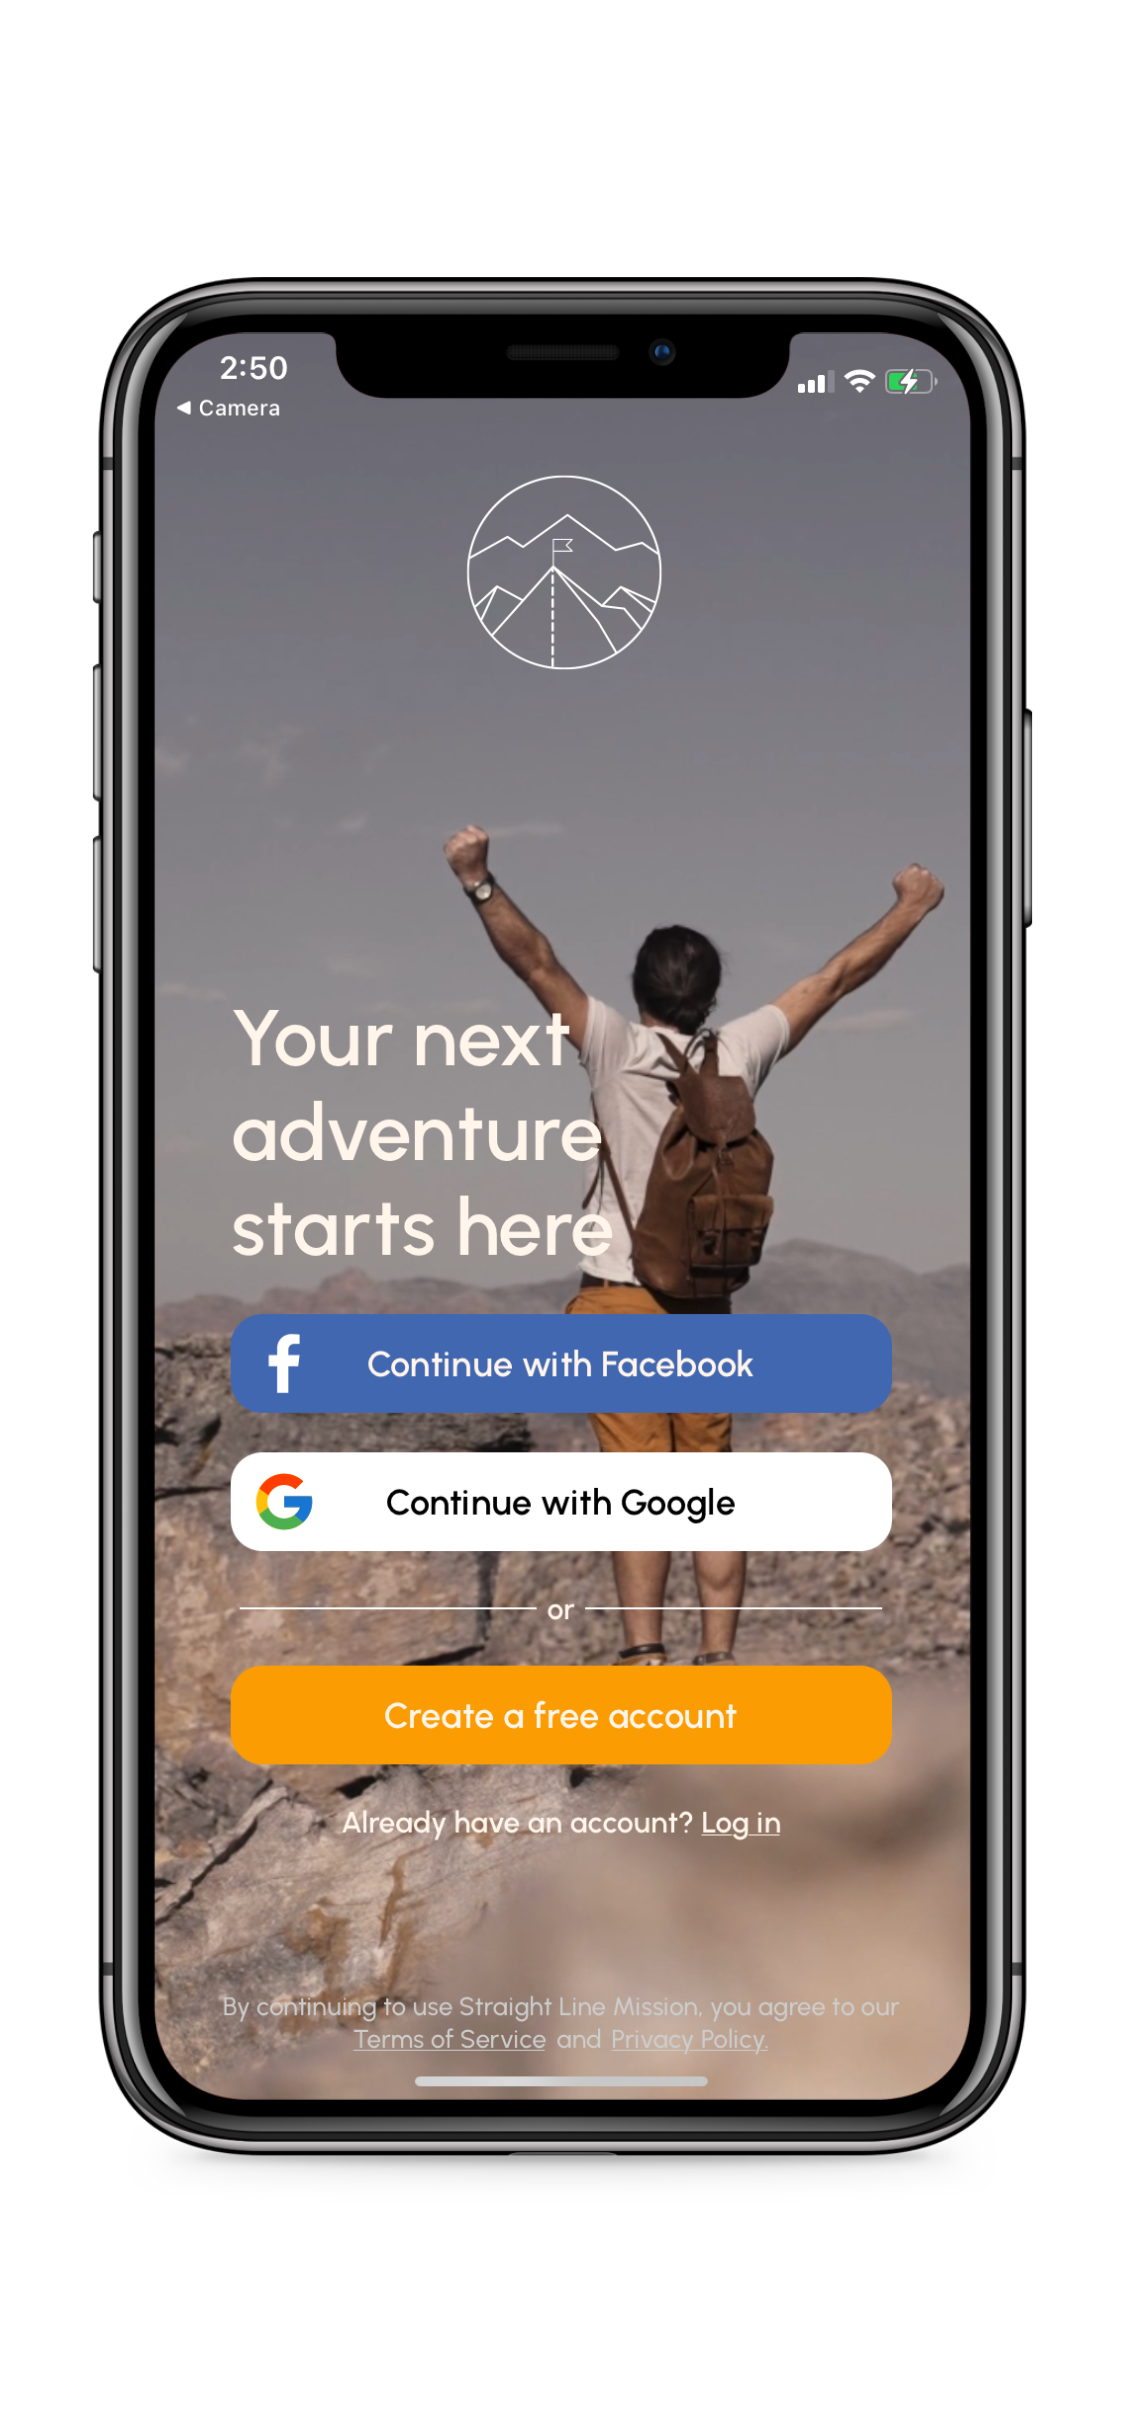 2:50
◀ Camera
Your next
adventure
starts here
Continue with Facebook
Continue with Google
or
Create a free account
Already have an account? Log in
By continuing to use Straight Line Mission, you agree to our
Terms of Service and Privacy Policy.